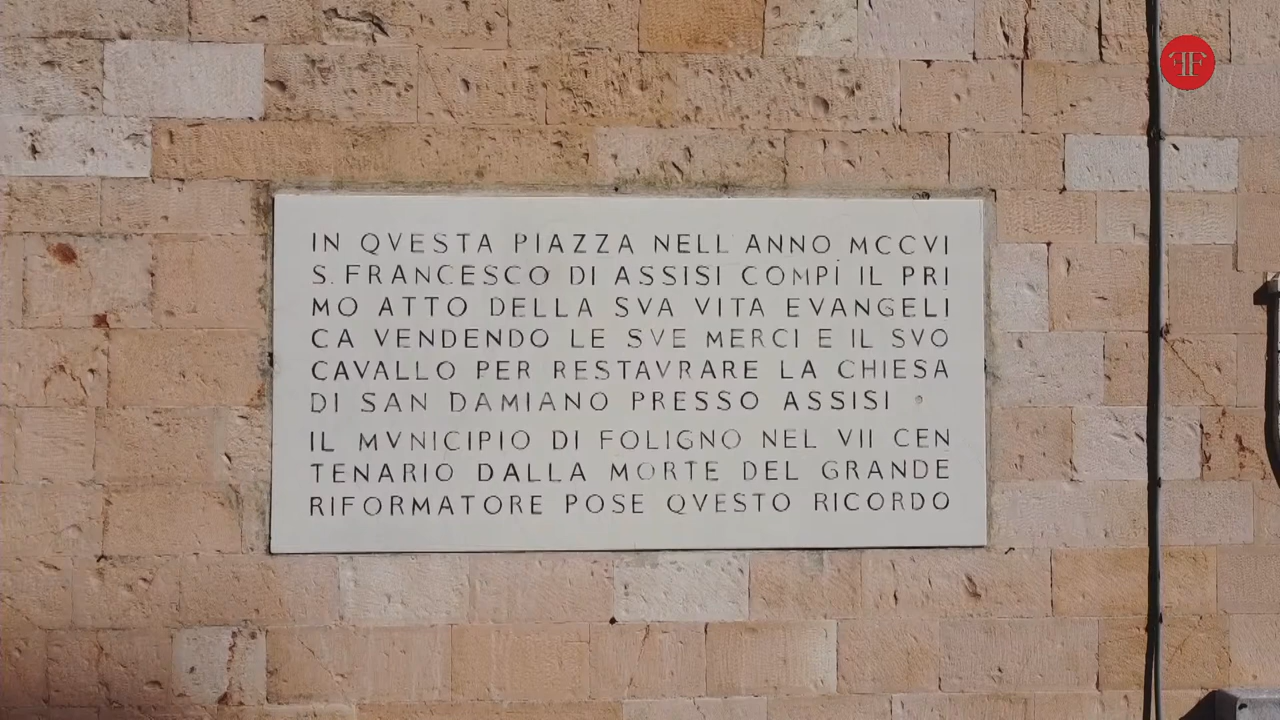 IN QVESTA PIAZZA NELL'ANNO MCCVI
S. FRANCESCO DI ASSISI COMPÌ IL PRI
MO ATTO DELLA SVA VITA EVANGELI
CA VENDENDO LE SVE MERCI E IL SVO
CAVALLO PER RESTAVRARE LA CHIESA
DI SAN DAMIANO PRESSO ASSISI
IL MVNICIPIO DI FOLIGNO NEL VII CEN
TENARIO DALLA MORTE DEL GRANDE
RIFORMATORE POSE QVESTO RICORDO